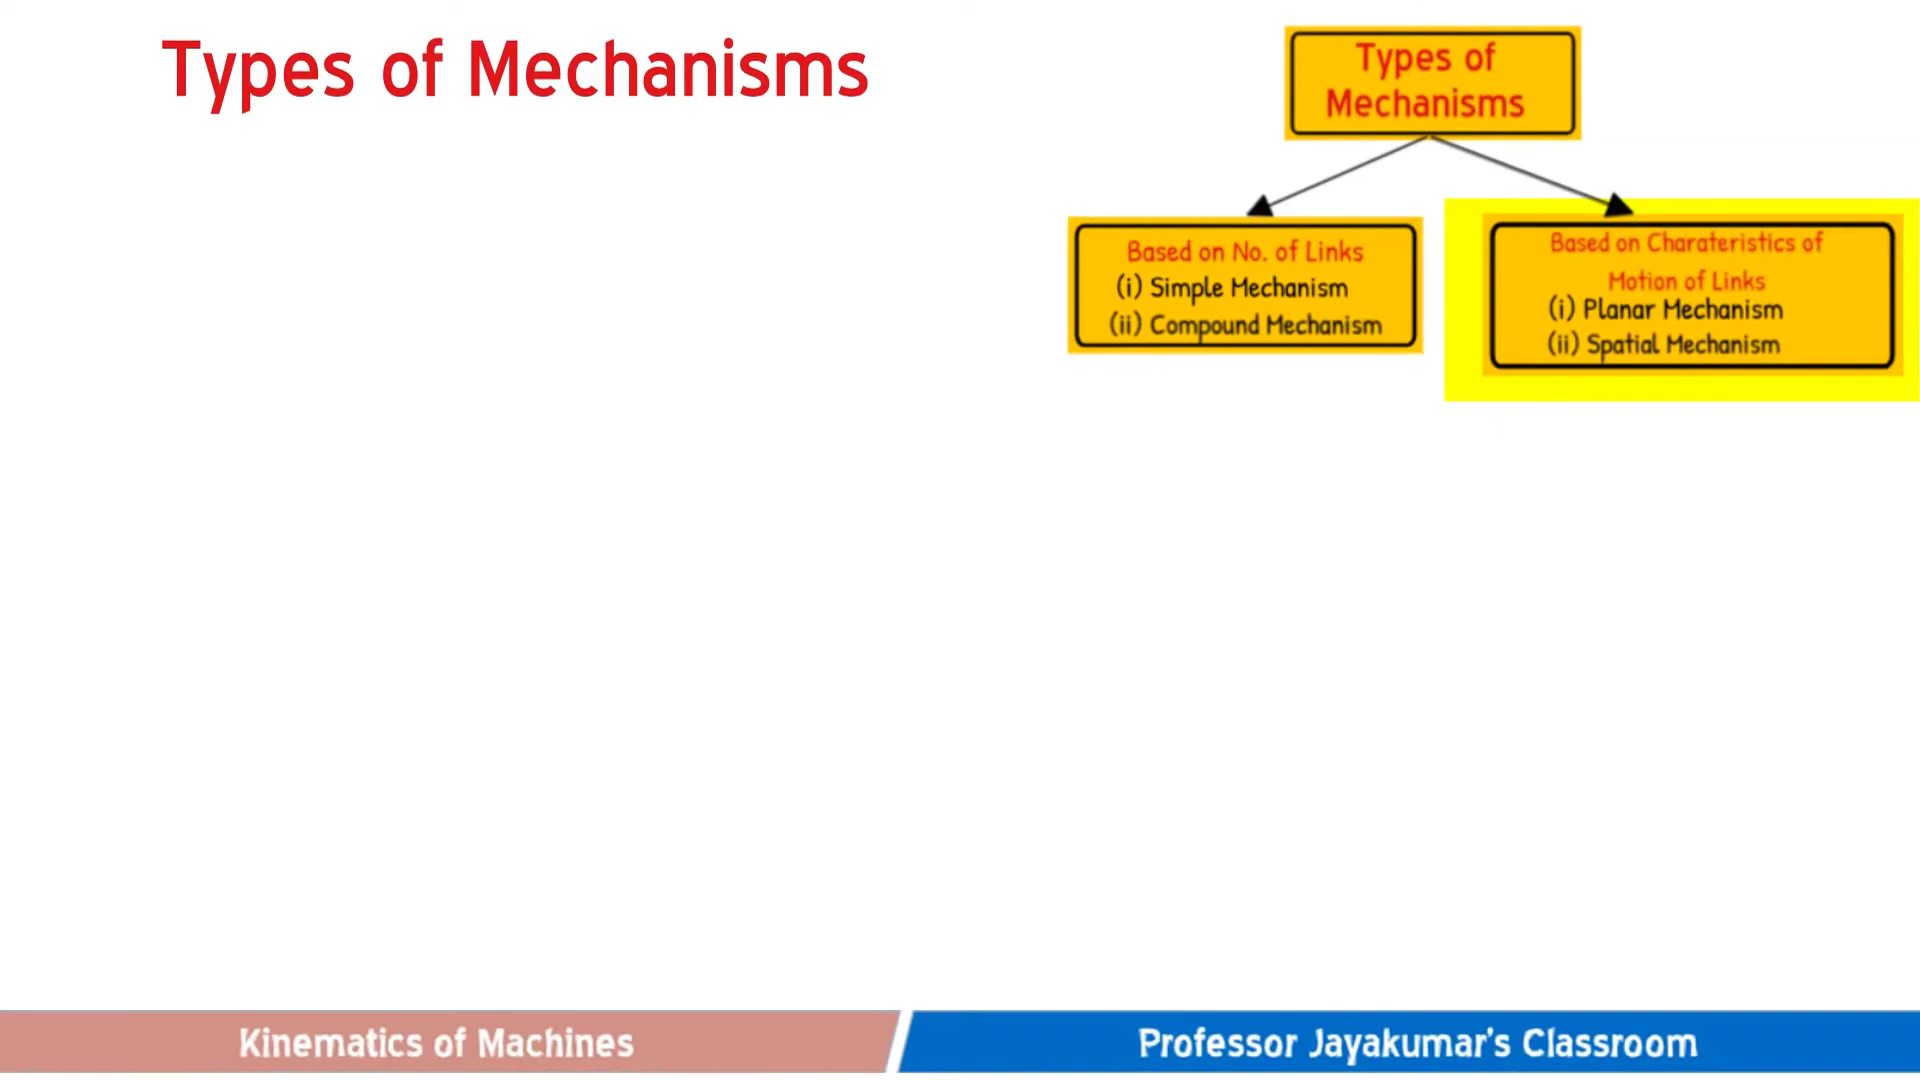 Types of Mechanisms
Types of
Mechanisms
Based on No. of Links
(i) Simple Mechanism
(ii) Compound Mechanism
Based on Charateristics of
Motion of Links
(i) Planar Mechanism
(ii) Spatial Mechanism
Kinematics of Machines
Professor Jayakumar's Classroom